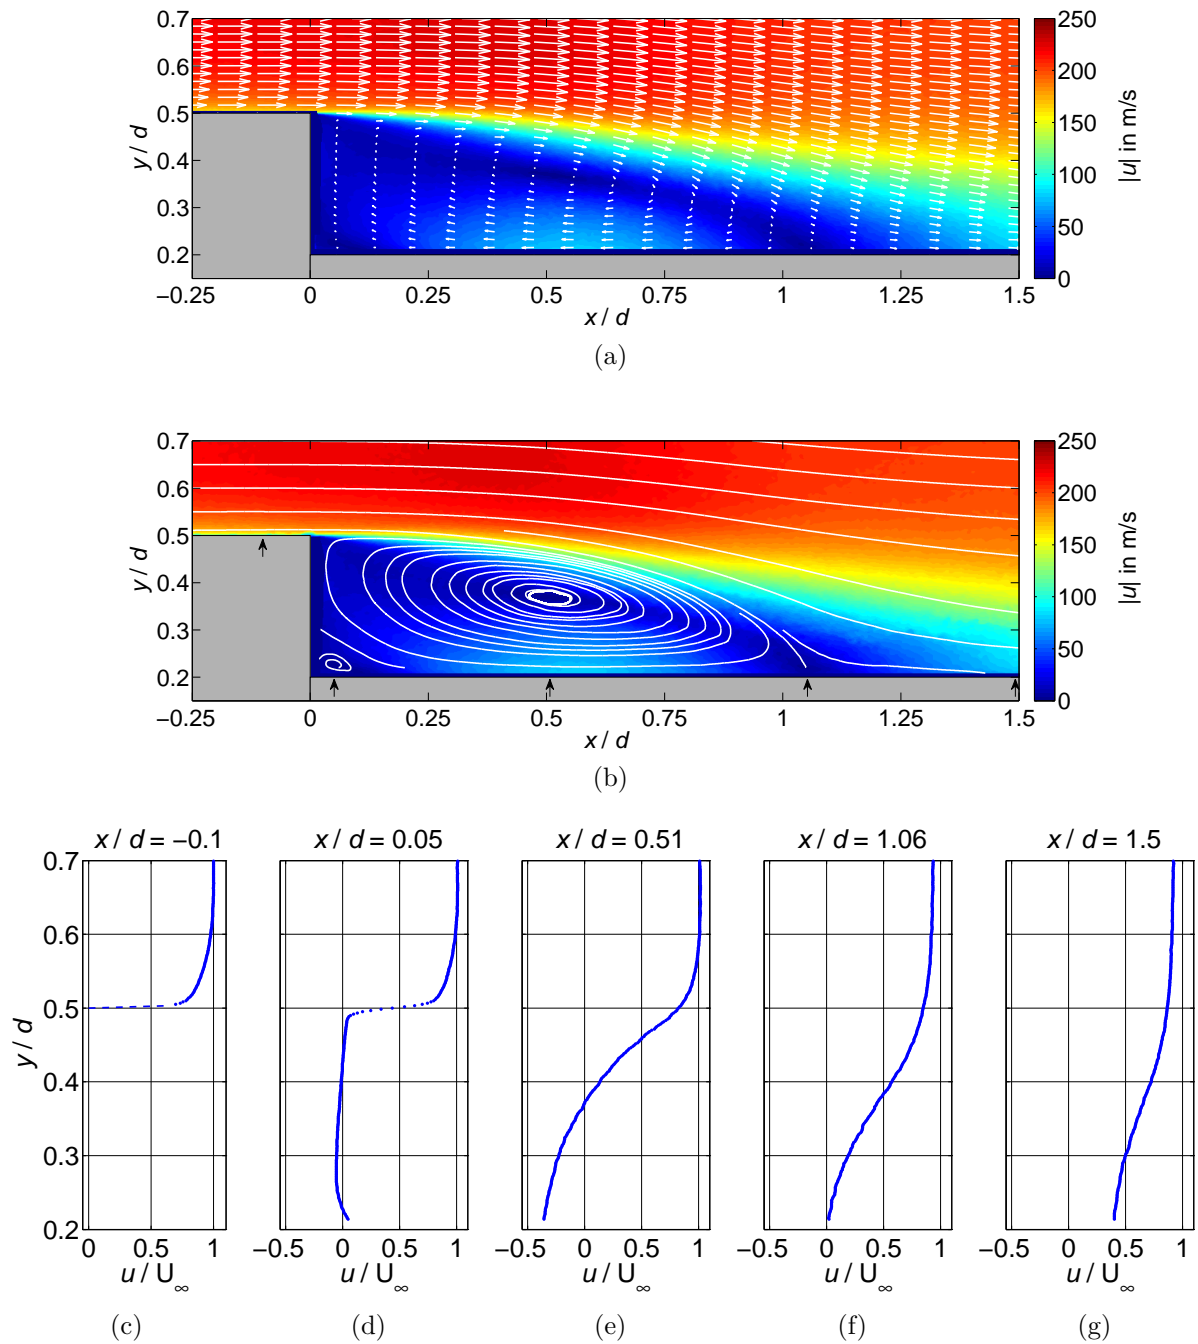 0.7
0.6
0.5
0.4
0.3
0.2
y / d
−0.25 0 0.25 0.5 0.75 1 1.25 1.5
x / d
250
200
150
100
50
0
|u| in m/s
(a)
0.7
0.6
0.5
0.4
0.3
0.2
y / d
−0.25 0 0.25 0.5 0.75 1 1.25 1.5
x / d
250
200
150
100
50
0
|u| in m/s
(b)
x / d = −0.1 x / d = 0.05 x / d = 0.51 x / d = 1.06 x / d = 1.5
0.7
0.6
0.5
0.4
0.3
0.2
y / d
0 0.5 1 −0.5 0 0.5 1 −0.5 0 0.5 1 −0.5 0 0.5 1 −0.5 0 0.5 1
u / U∞ u / U∞ u / U∞ u / U∞ u / U∞
(c) (d) (e) (f) (g)